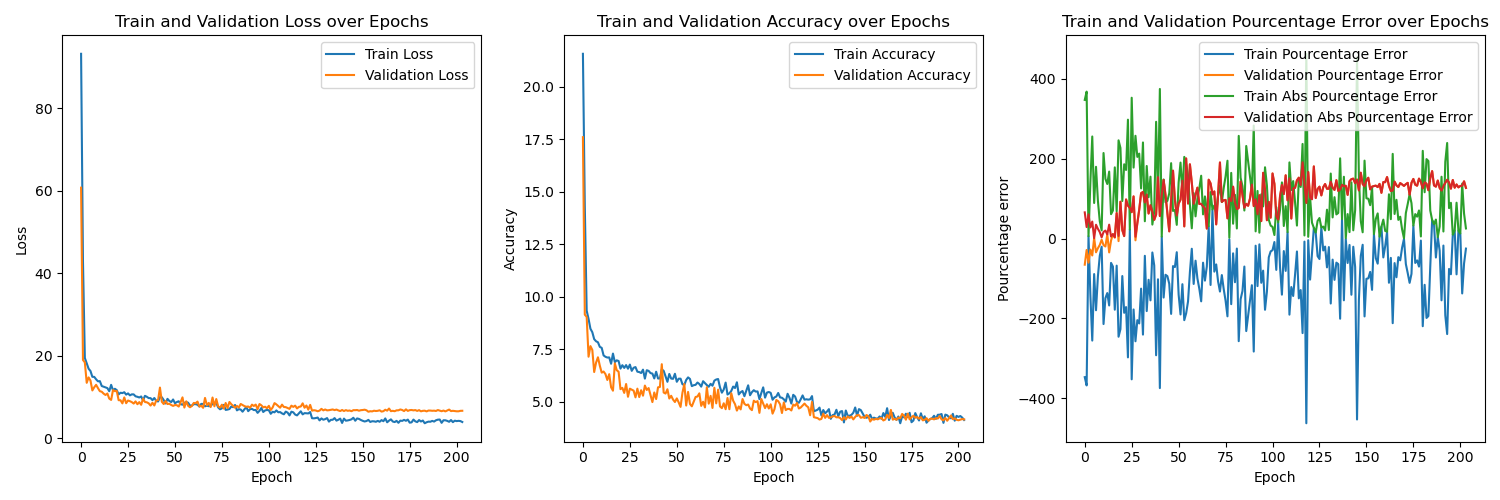 Train and Validation Loss over Epochs
Train Loss
Validation Loss
80
60
40
20
0
Loss
0 25 50 75 100 125 150 175 200
Epoch
Train and Validation Accuracy over Epochs
Train Accuracy
Validation Accuracy
20.0
17.5
15.0
12.5
10.0
7.5
5.0
Accuracy
0 25 50 75 100 125 150 175 200
Epoch
Train and Validation Pourcentage Error over Epochs
Train Pourcentage Error
Validation Pourcentage Error
Train Abs Pourcentage Error
Validation Abs Pourcentage Error
400
200
0
−200
−400
Pourcentage error
0 25 50 75 100 125 150 175 200
Epoch